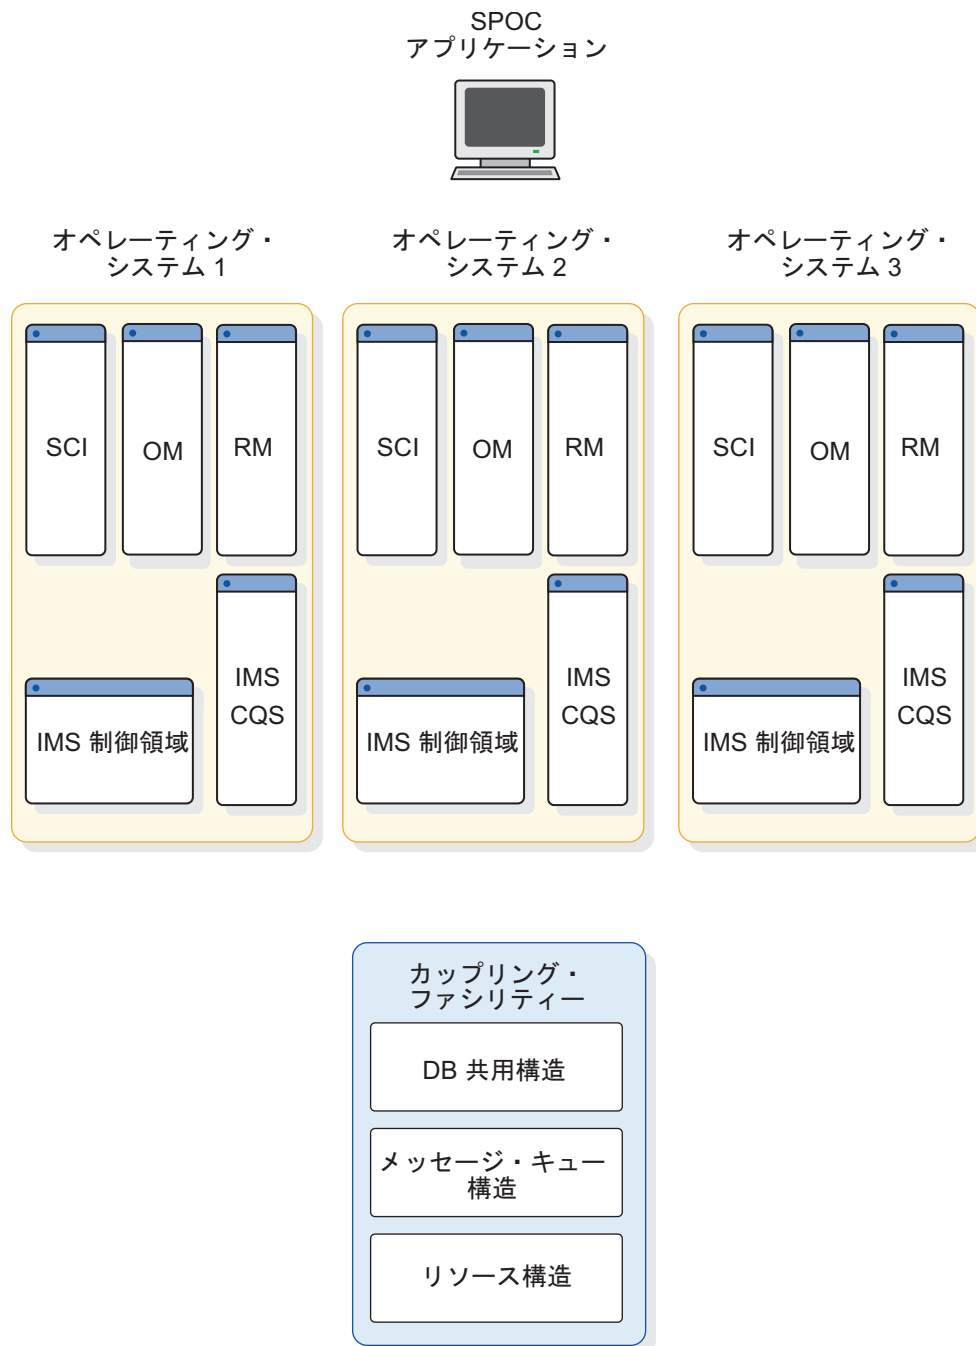 SPOC
アプリケーション
オペレーティング・
システム 1
オペレーティング・
システム 2
オペレーティング・
システム 3
SCI
OM
RM
IMS
CQS
IMS 制御領域
SCI
OM
RM
IMS
CQS
IMS 制御領域
SCI
OM
RM
IMS
CQS
IMS 制御領域
カップリング・
ファシリティー
DB 共用構造
メッセージ・キュー
構造
リソース構造